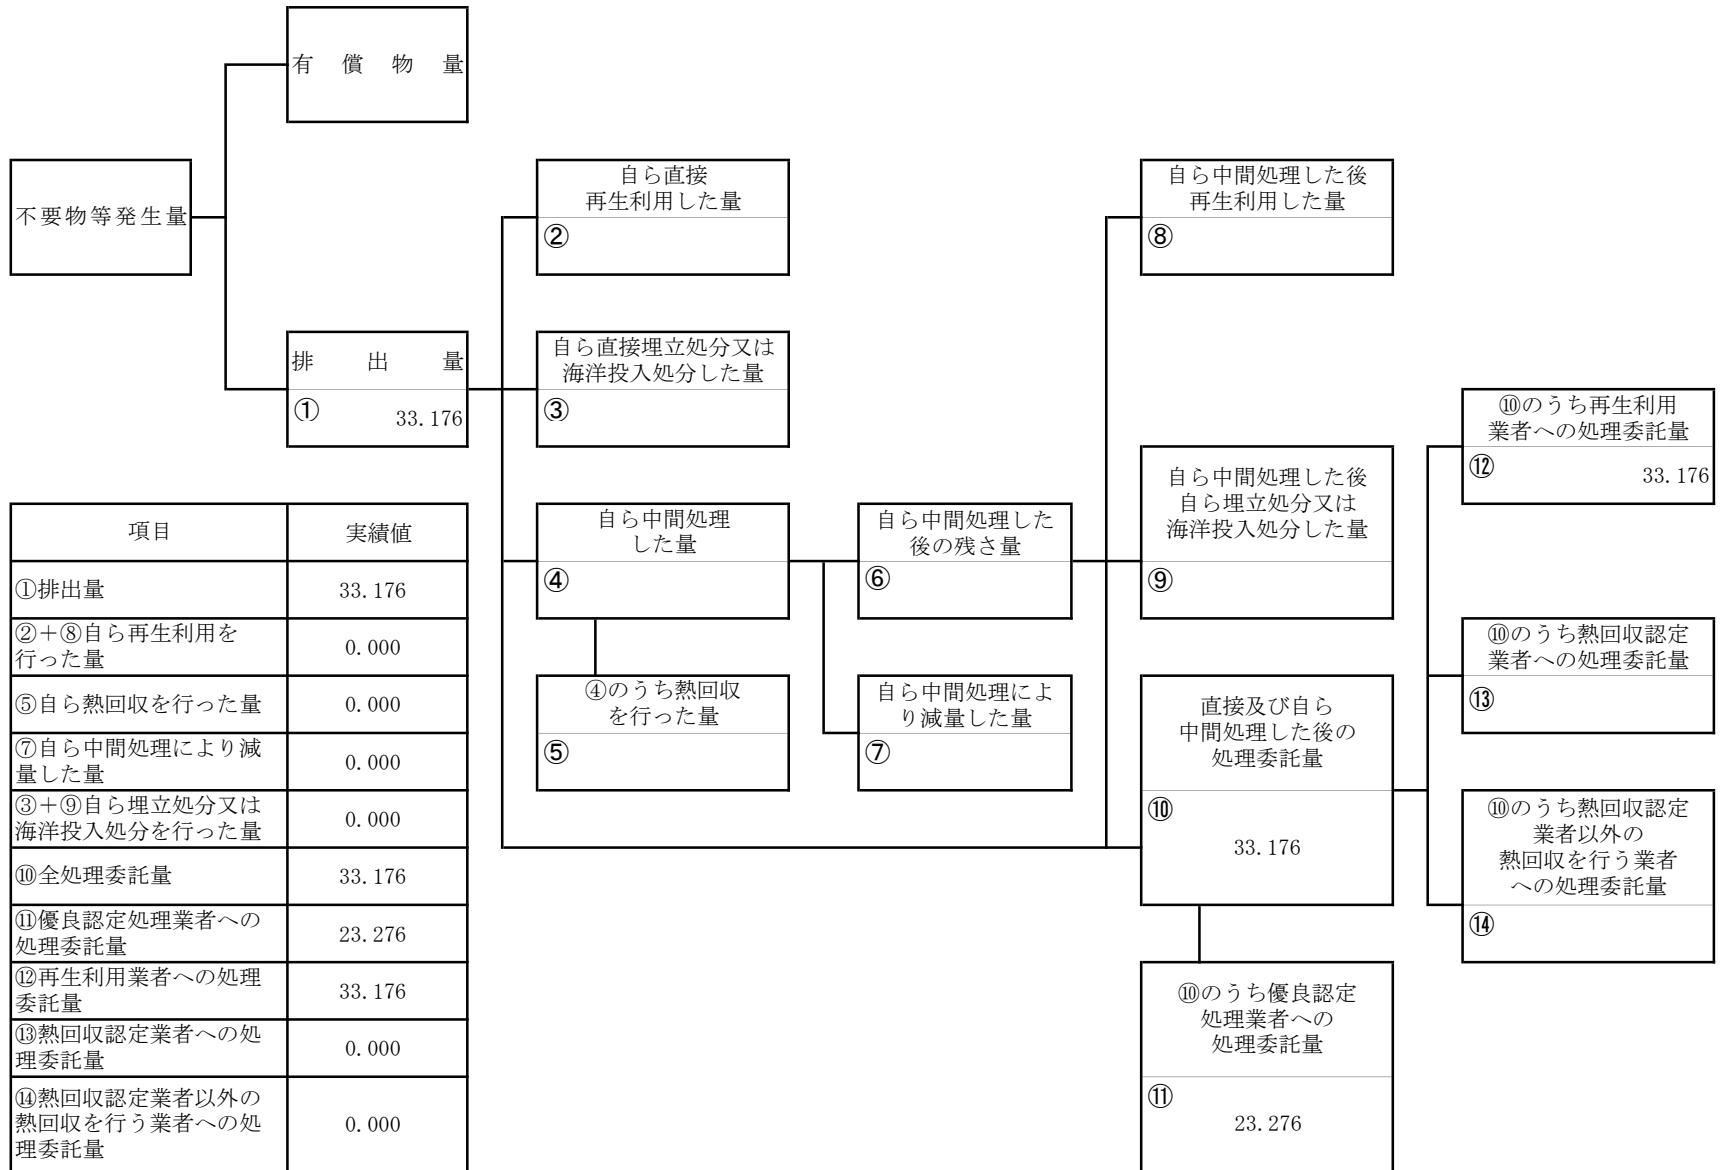 有償物量
不要物等発生量
排出量
① 33.176
自ら直接
再生利用した量
②
自ら直接埋立処分又は
海洋投入処分した量
③
自ら中間処理
した量
④
④のうち熱回収
を行った量
⑤
自ら中間処理した
後の残さ量
⑥
自ら中間処理によ
り減量した量
⑦
自ら中間処理した後
再生利用した量
⑧
自ら中間処理した後
自ら埋立処分又は
海洋投入処分した量
⑨
直接及び自ら
中間処理した後の
処理委託量
⑩
33.176
⑩のうち優良認定
処理業者への
処理委託量
⑪
23.276
⑩のうち再生利用
業者への処理委託量
⑫ 33.176
⑩のうち熱回収認定
業者への処理委託量
⑬
⑩のうち熱回収認定
業者以外の
熱回収を行う業者
への処理委託量
⑭
項目 実績値
①排出量 33.176
②+⑧自ら再生利用を
行った量 0.000
⑤自ら熱回収を行った量 0.000
⑦自ら中間処理により減
量した量 0.000
③+⑨自ら埋立処分又は
海洋投入処分を行った量 0.000
⑩全処理委託量 33.176
⑪優良認定処理業者への
処理委託量 23.276
⑫再生利用業者への処理
委託量 33.176
⑬熱回収認定業者への処
理委託量 0.000
⑭熱回収認定業者以外の
熱回収を行う業者への処
理委託量 0.000